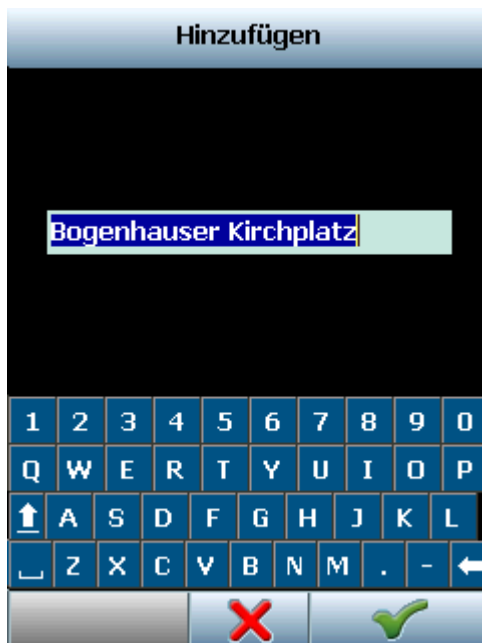 Hinzufügen
Bogenhauser Kirchplatz
1 2 3 4 5 6 7 8 9 0
Q W E R T Y U I O P
A S D F G H J K L
Z X C V B N M . -